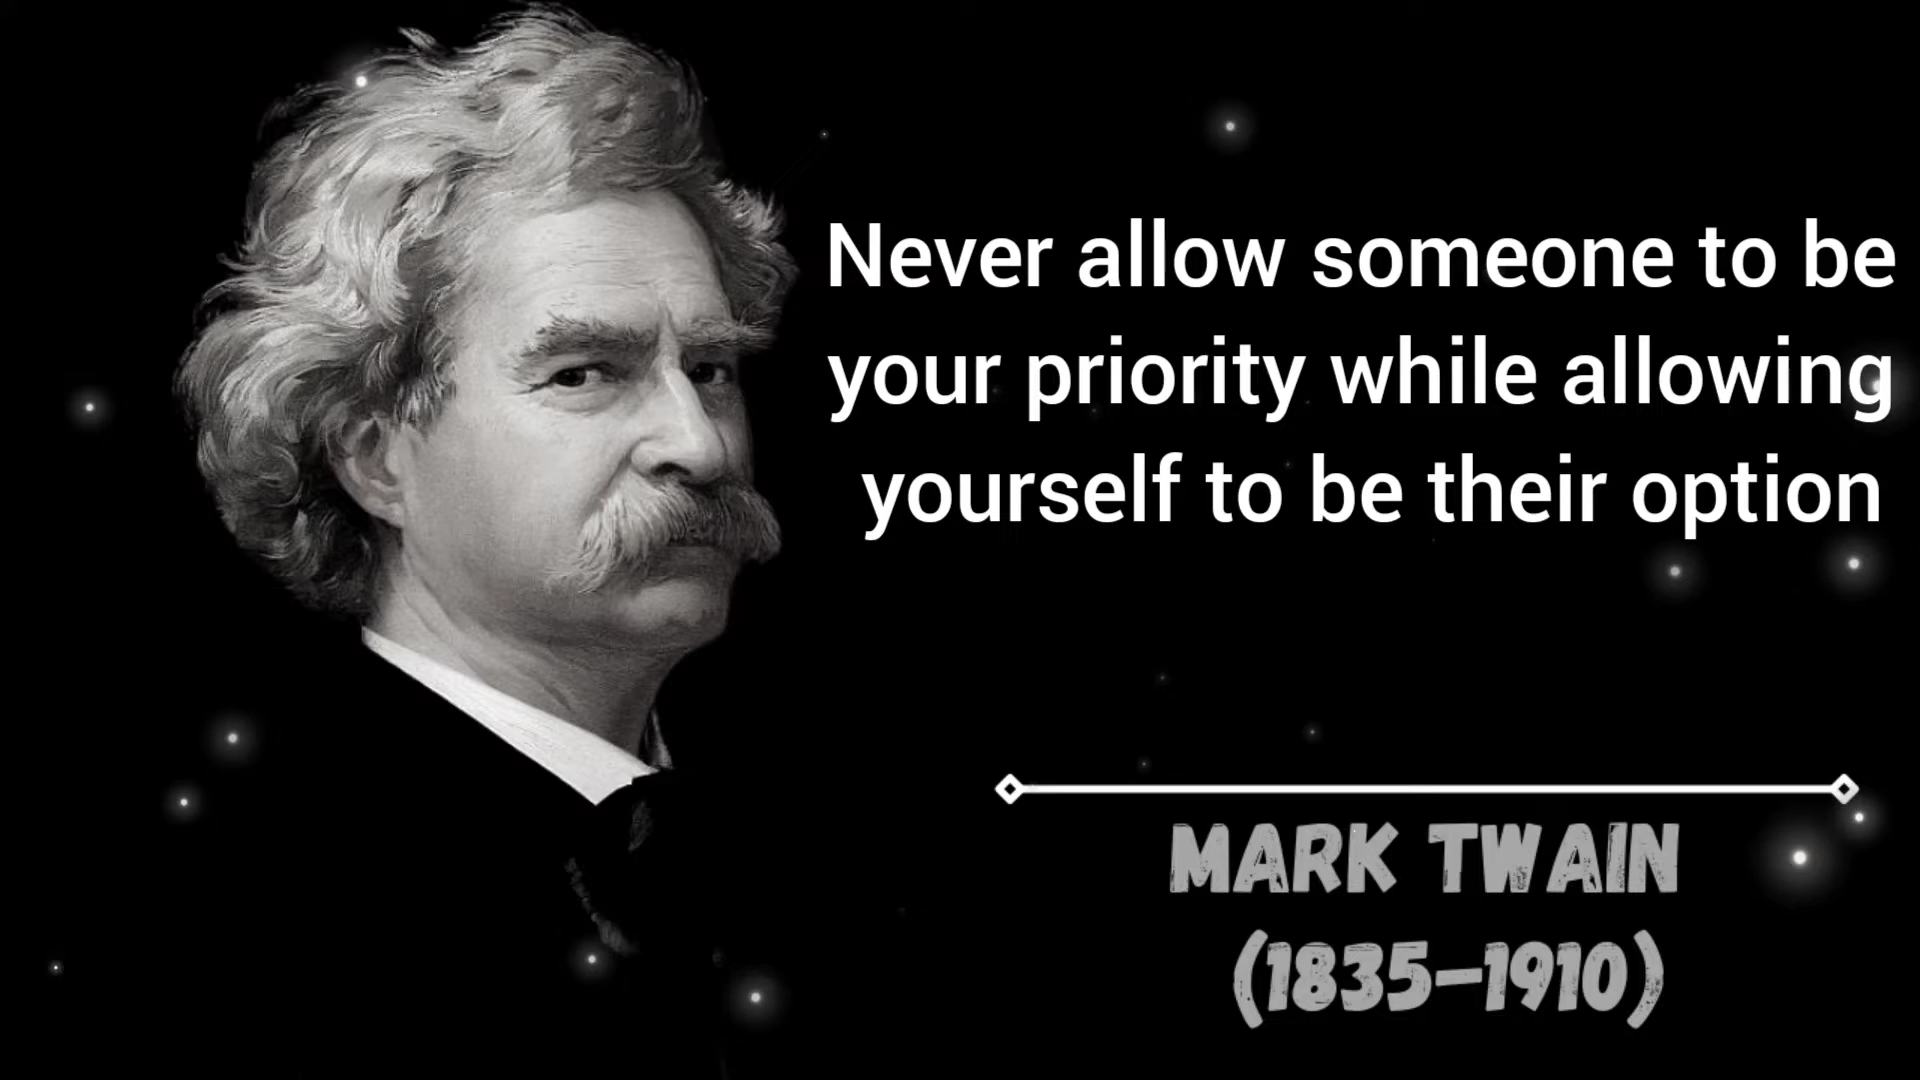 Never allow someone to be
your priority while allowing
yourself to be their option
MARK TWAIN
(1835–1910)